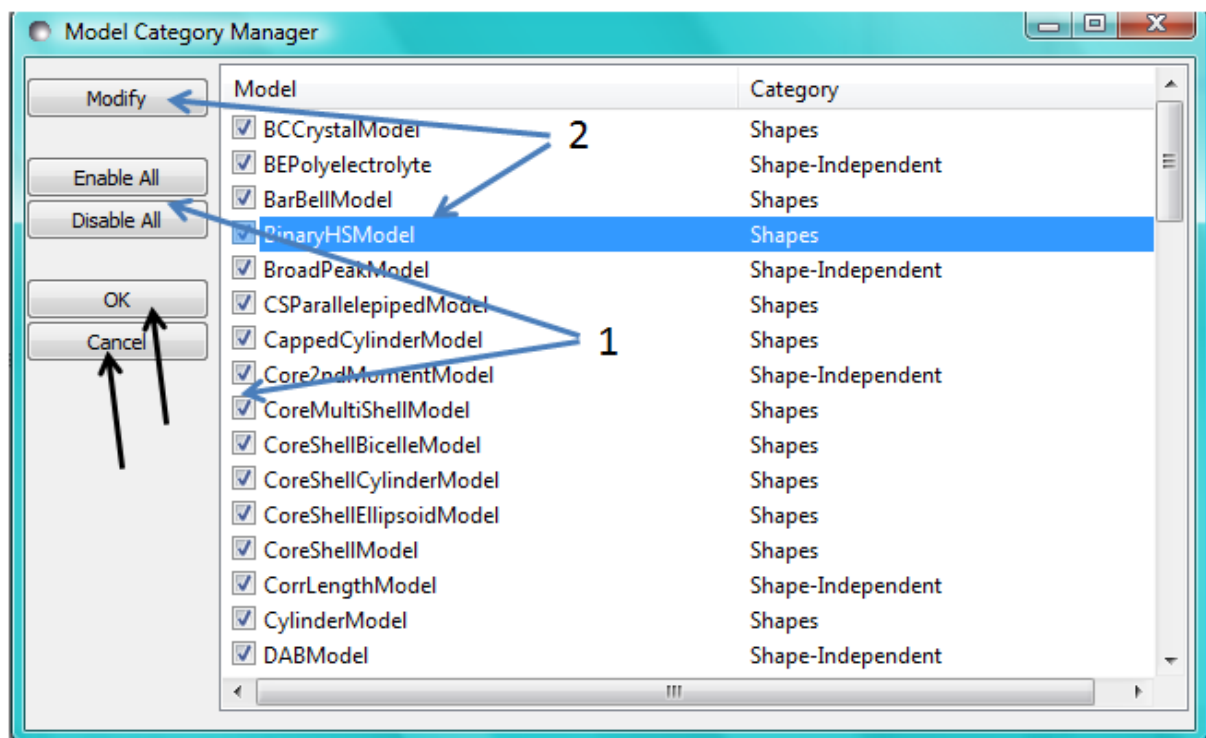 Model Category Manager
Modify
Enable All
Disable All
OK
Cancel
Model Category
BCCrystalModel Shapes
BEPolyelectrolyte Shape-Independent
BarBellModel Shapes
BinaryHSModel Shapes
BroadPeakModel Shape-Independent
CSParallelepipedModel Shapes
CappedCylinderModel Shapes
Core2ndMomentModel Shape-Independent
CoreMultiShellModel Shapes
CoreShellBicelleModel Shapes
CoreShellCylinderModel Shapes
CoreShellEllipsoidModel Shapes
CoreShellModel Shapes
CorrLengthModel Shape-Independent
CylinderModel Shapes
DABModel Shape-Independent
2
1